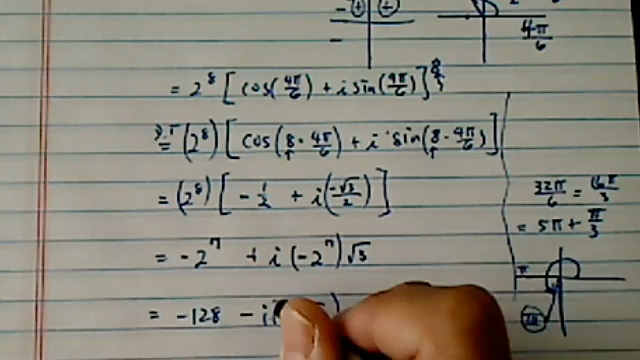 4π/6
= 2^8 [cos(4π/6) + i sin(4π/6)]^8
= (2^8) [cos(8 · 4π/6) + i sin(8 · 4π/6)]
= (2^8) [-1/2 + i(-√3/2)]
= -2^7 + i(-2^7)√3
= -128 - i(
32π/6 = 16π/3
= 5π + π/3
π